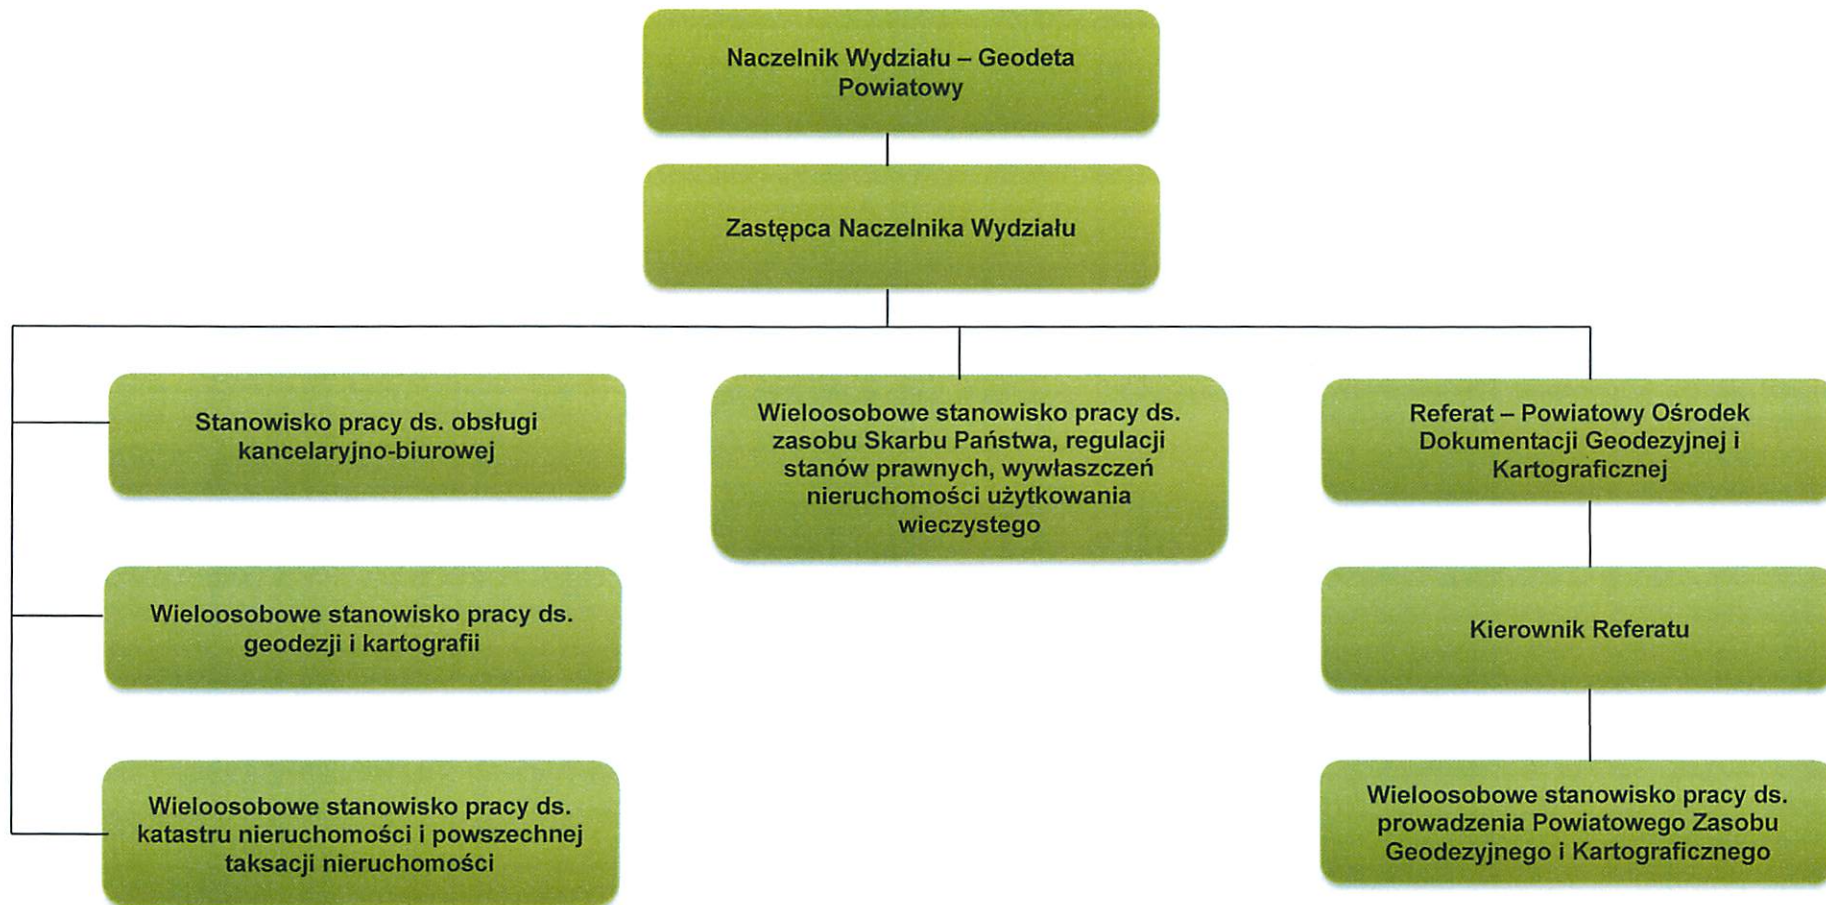 Naczelnik Wydziału – Geodeta
Powiatowy
Zastępca Naczelnika Wydziału
Stanowisko pracy ds. obsługi
kancelaryjno-biurowej
Wieloosobowe stanowisko pracy ds.
geodezji i kartografii
Wieloosobowe stanowisko pracy ds.
katastru nieruchomości i powszechnej
taksacji nieruchomości
Wieloosobowe stanowisko pracy ds.
zasobu Skarbu Państwa, regulacji
stanów prawnych, wywłaszczeń
nieruchomości użytkowania
wieczystego
Referat – Powiatowy Ośrodek
Dokumentacji Geodezyjnej i
Kartograficznej
Kierownik Referatu
Wieloosobowe stanowisko pracy ds.
prowadzenia Powiatowego Zasobu
Geodezyjnego i Kartograficznego